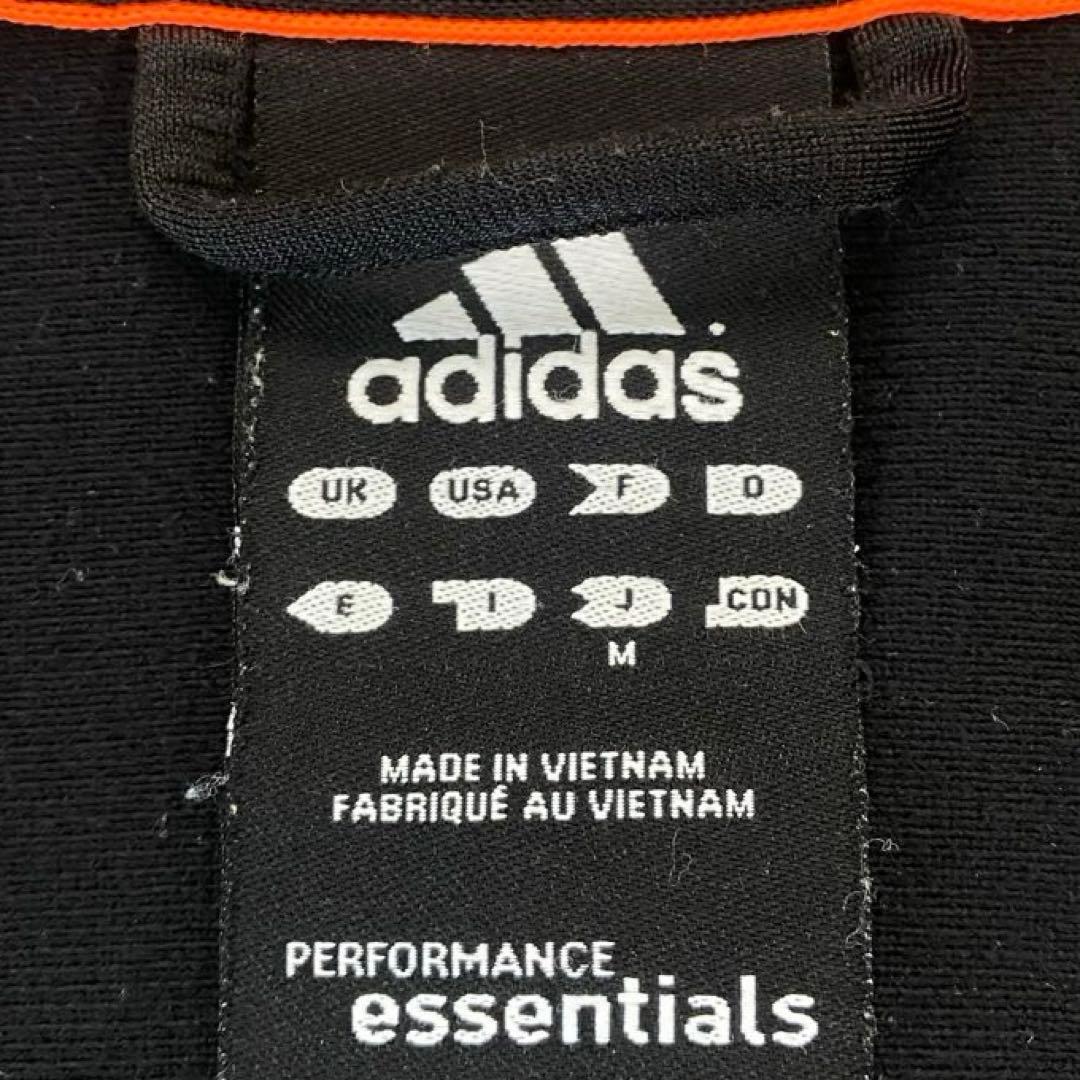 adidas
UK USA F D
E I J CON
M
MADE IN VIETNAM
FABRIQUÉ AU VIETNAM
PERFORMANCE
essentials